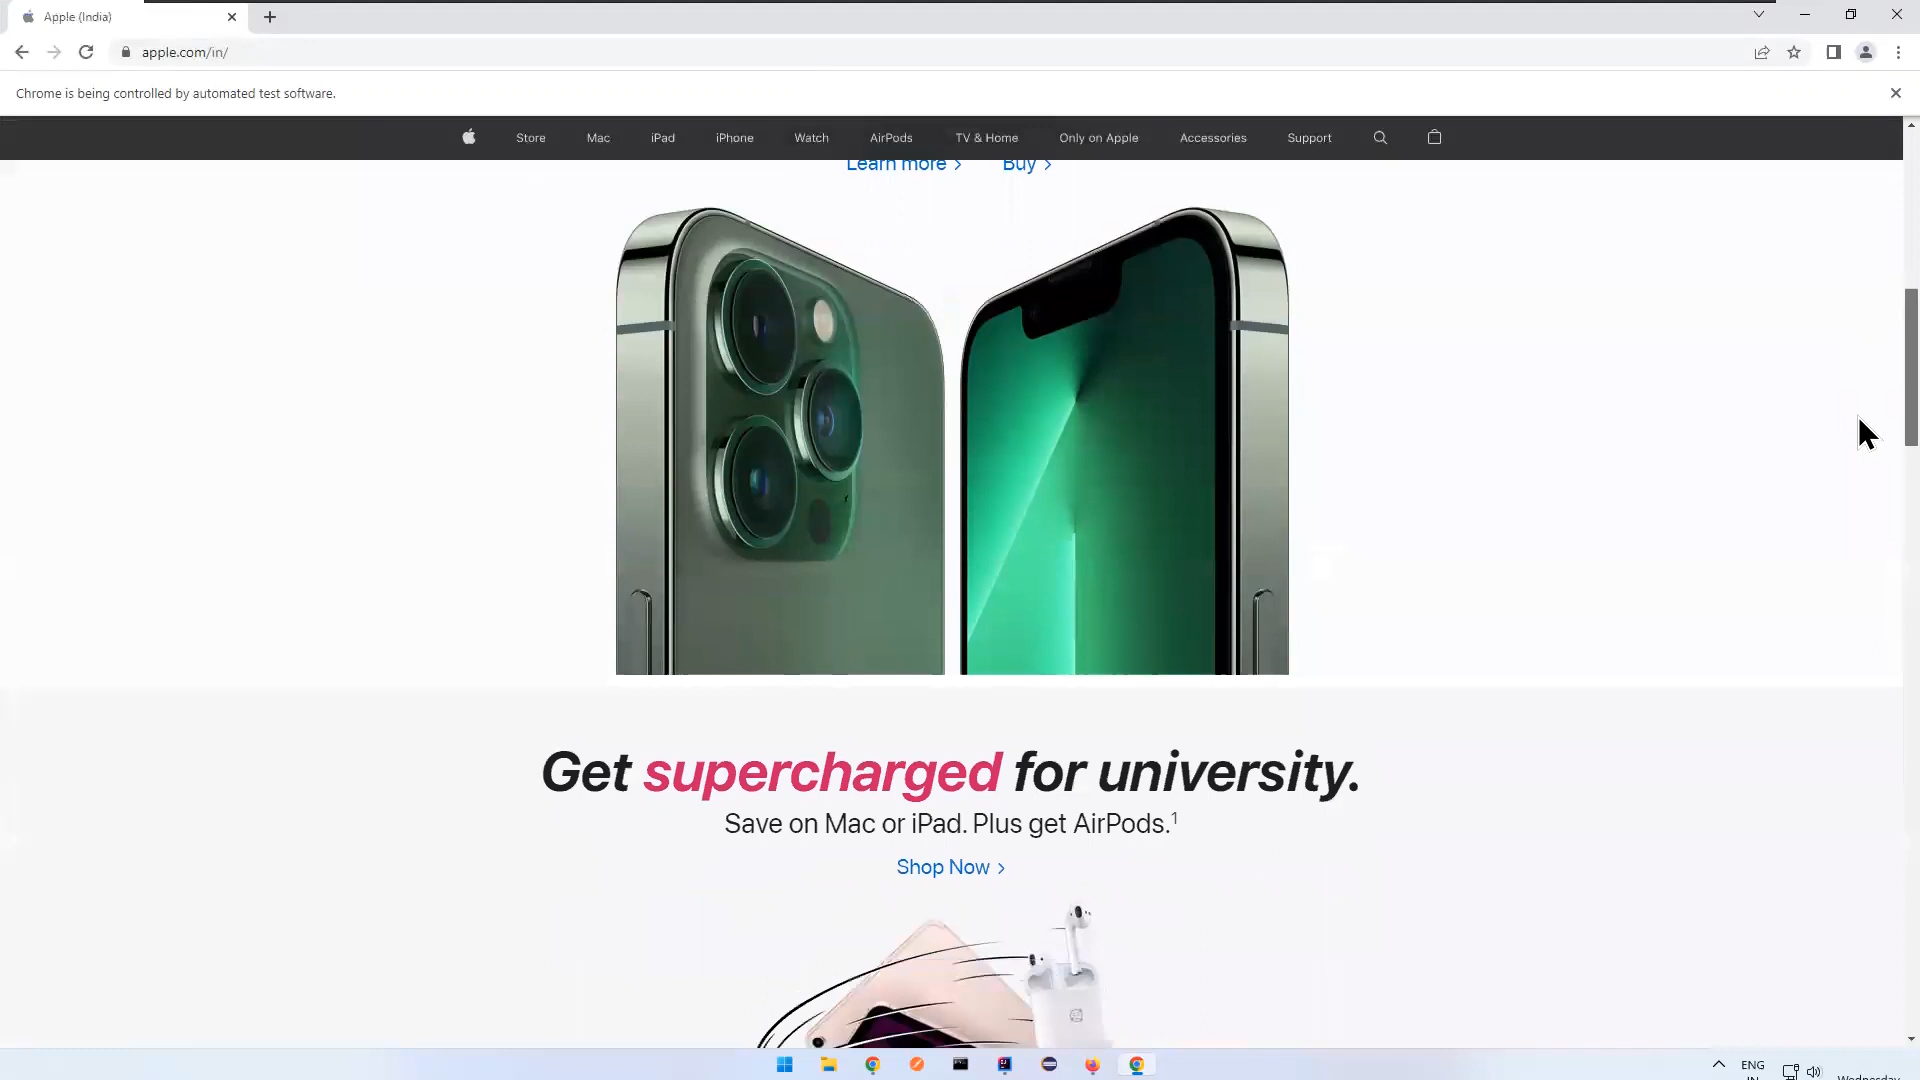 Apple (India)
apple.com/in/
Chrome is being controlled by automated test software.
Store Mac iPad iPhone Watch AirPods TV & Home Only on Apple Accessories Support
Learn more > Buy >
Get supercharged for university.
Save on Mac or iPad. Plus get AirPods.¹
Shop Now >
ENG
IN
Wednesday